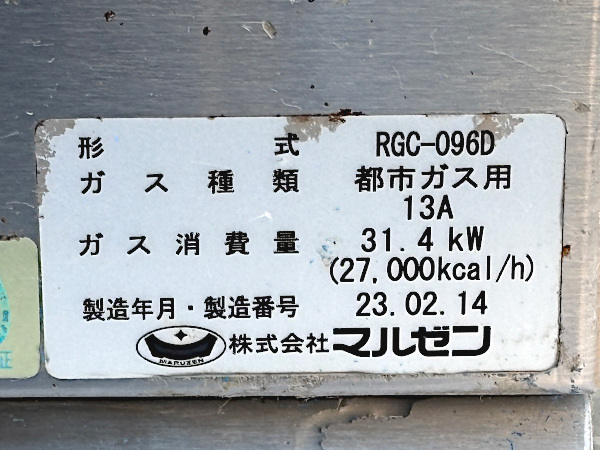 形式 RGC-096D
ガス種類 都市ガス用
13A
ガス消費量 31.4kW
(27,000kcal/h)
製造年月・製造番号 23.02.14
MARUZEN 株式会社マルゼン
証